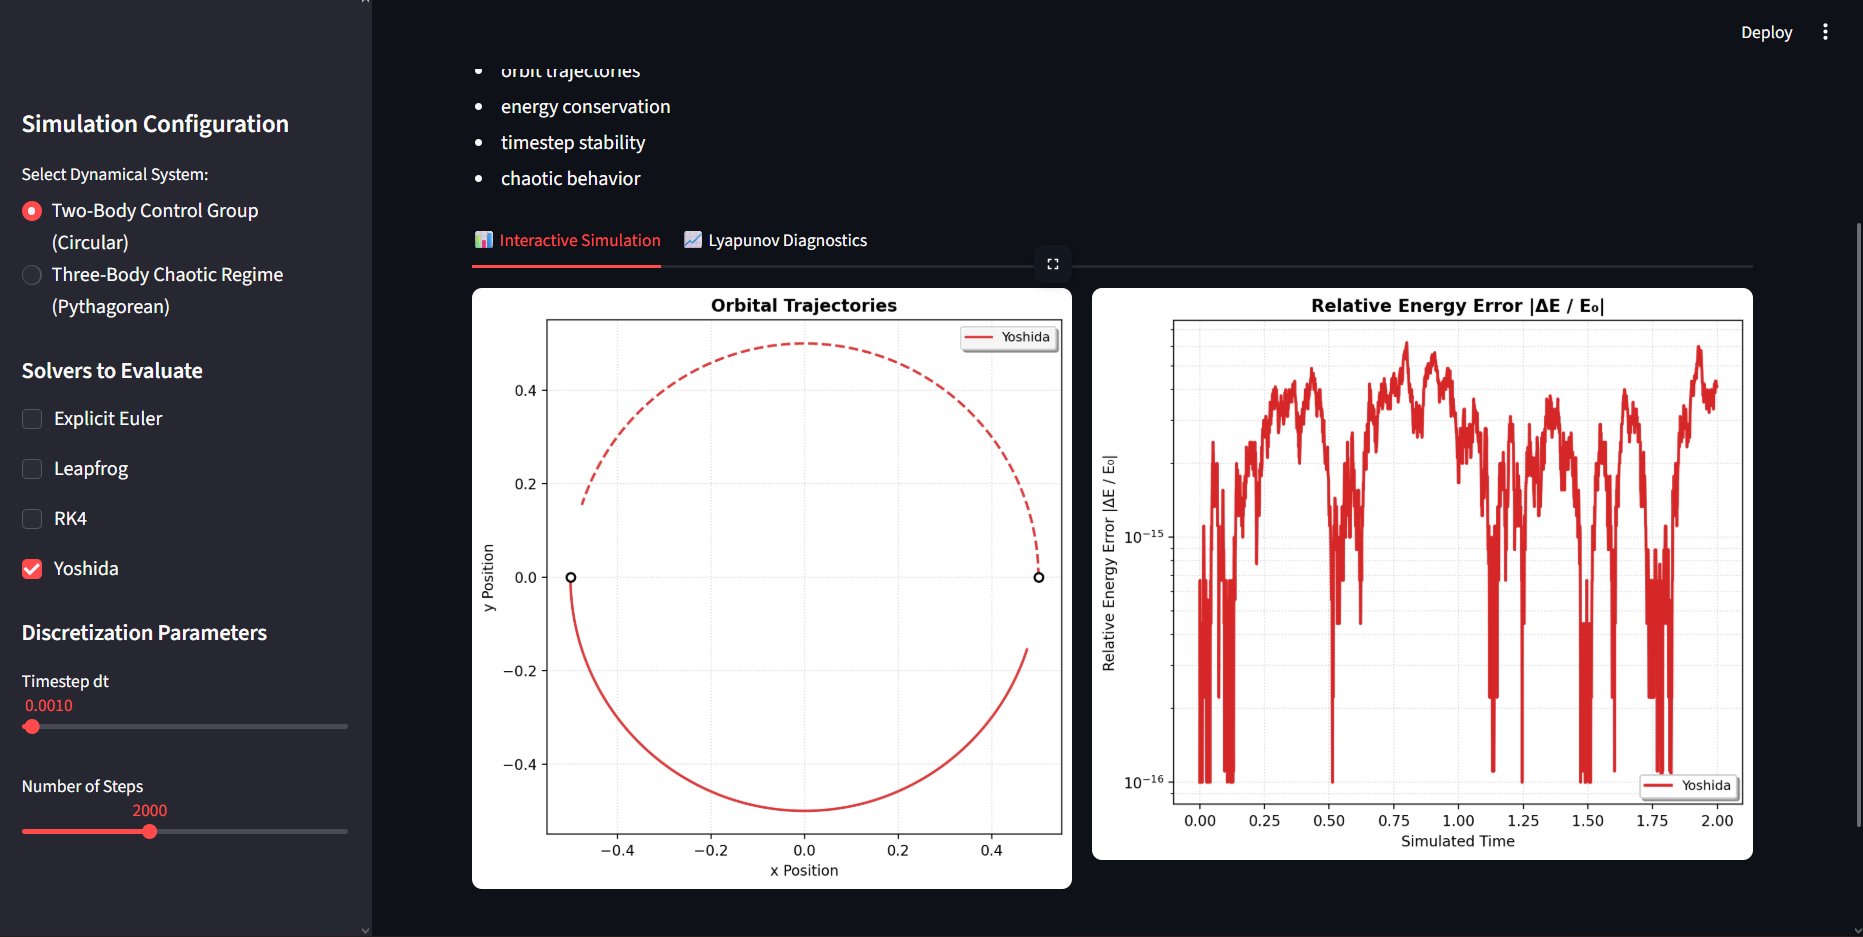 Deploy
Simulation Configuration
Select Dynamical System:
Two-Body Control Group
(Circular)
Three-Body Chaotic Regime
(Pythagorean)
Solvers to Evaluate
Explicit Euler
Leapfrog
RK4
Yoshida
Discretization Parameters
Timestep dt
0.0010
Number of Steps
2000
orbit trajectories
energy conservation
timestep stability
chaotic behavior
Interactive Simulation
Lyapunov Diagnostics
Orbital Trajectories
Yoshida
y Position
0.4
0.2
0.0
−0.2
−0.4
−0.4 −0.2 0.0 0.2 0.4
x Position
Relative Energy Error |ΔE / E₀|
Relative Energy Error |ΔE / E₀|
10⁻¹⁵
10⁻¹⁶
Yoshida
0.00 0.25 0.50 0.75 1.00 1.25 1.50 1.75 2.00
Simulated Time